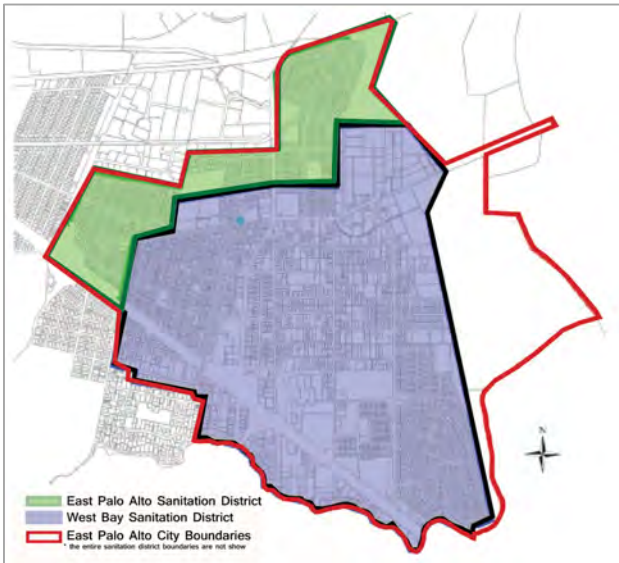 N
East Palo Alto Sanitation District
West Bay Sanitation District
East Palo Alto City Boundaries
* the entire sanitation district boundaries are not show